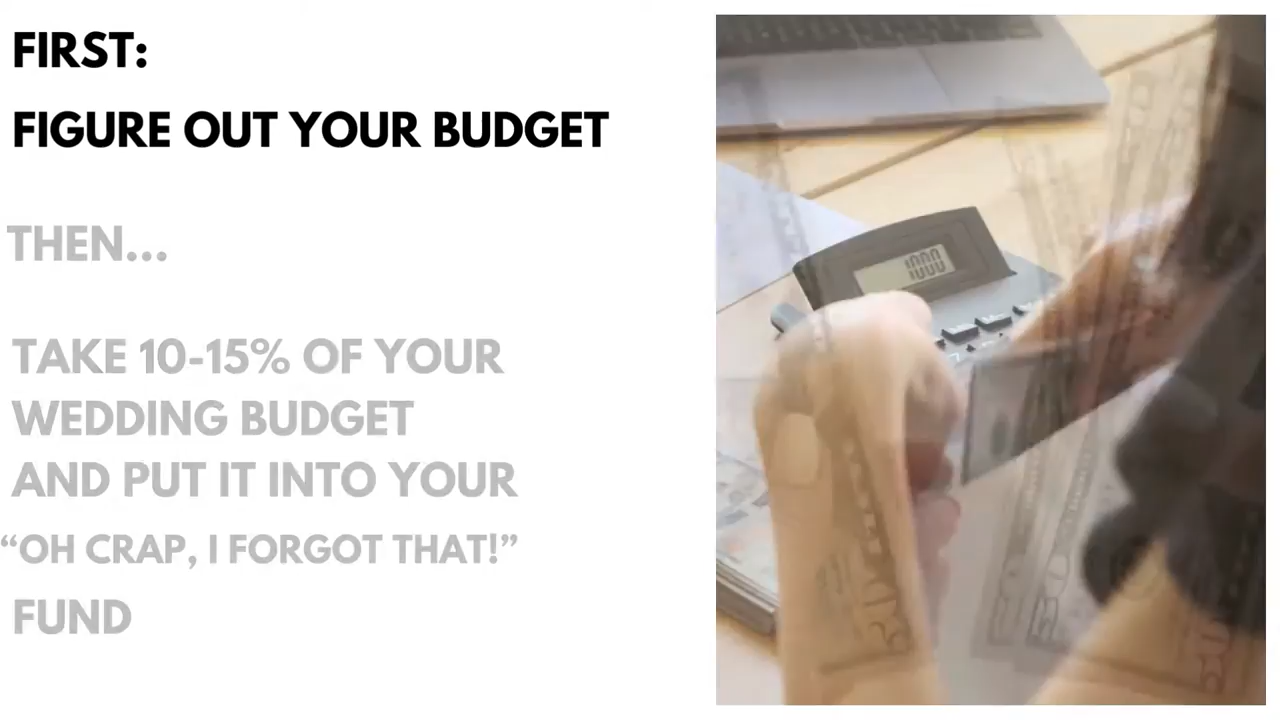 FIRST:
FIGURE OUT YOUR BUDGET
THEN...
TAKE 10-15% OF YOUR
WEDDING BUDGET
AND PUT IT INTO YOUR
“OH CRAP, I FORGOT THAT!”
FUND
1000